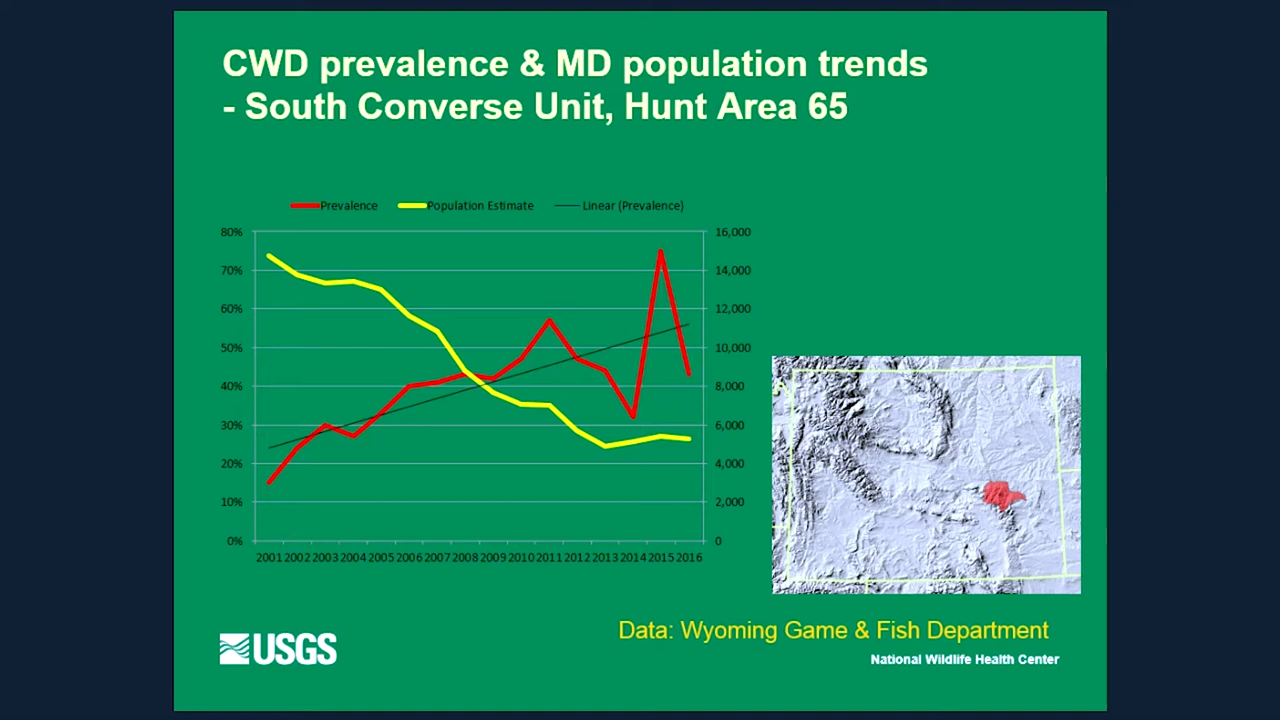 CWD prevalence & MD population trends
- South Converse Unit, Hunt Area 65
Prevalence Population Estimate Linear (Prevalence)
80% 16,000
70% 14,000
60% 12,000
50% 10,000
40% 8,000
30% 6,000
20% 4,000
10% 2,000
0% 0
2001 2002 2003 2004 2005 2006 2007 2008 2009 2010 2011 2012 2013 2014 2015 2016
Data: Wyoming Game & Fish Department
USGS
National Wildlife Health Center